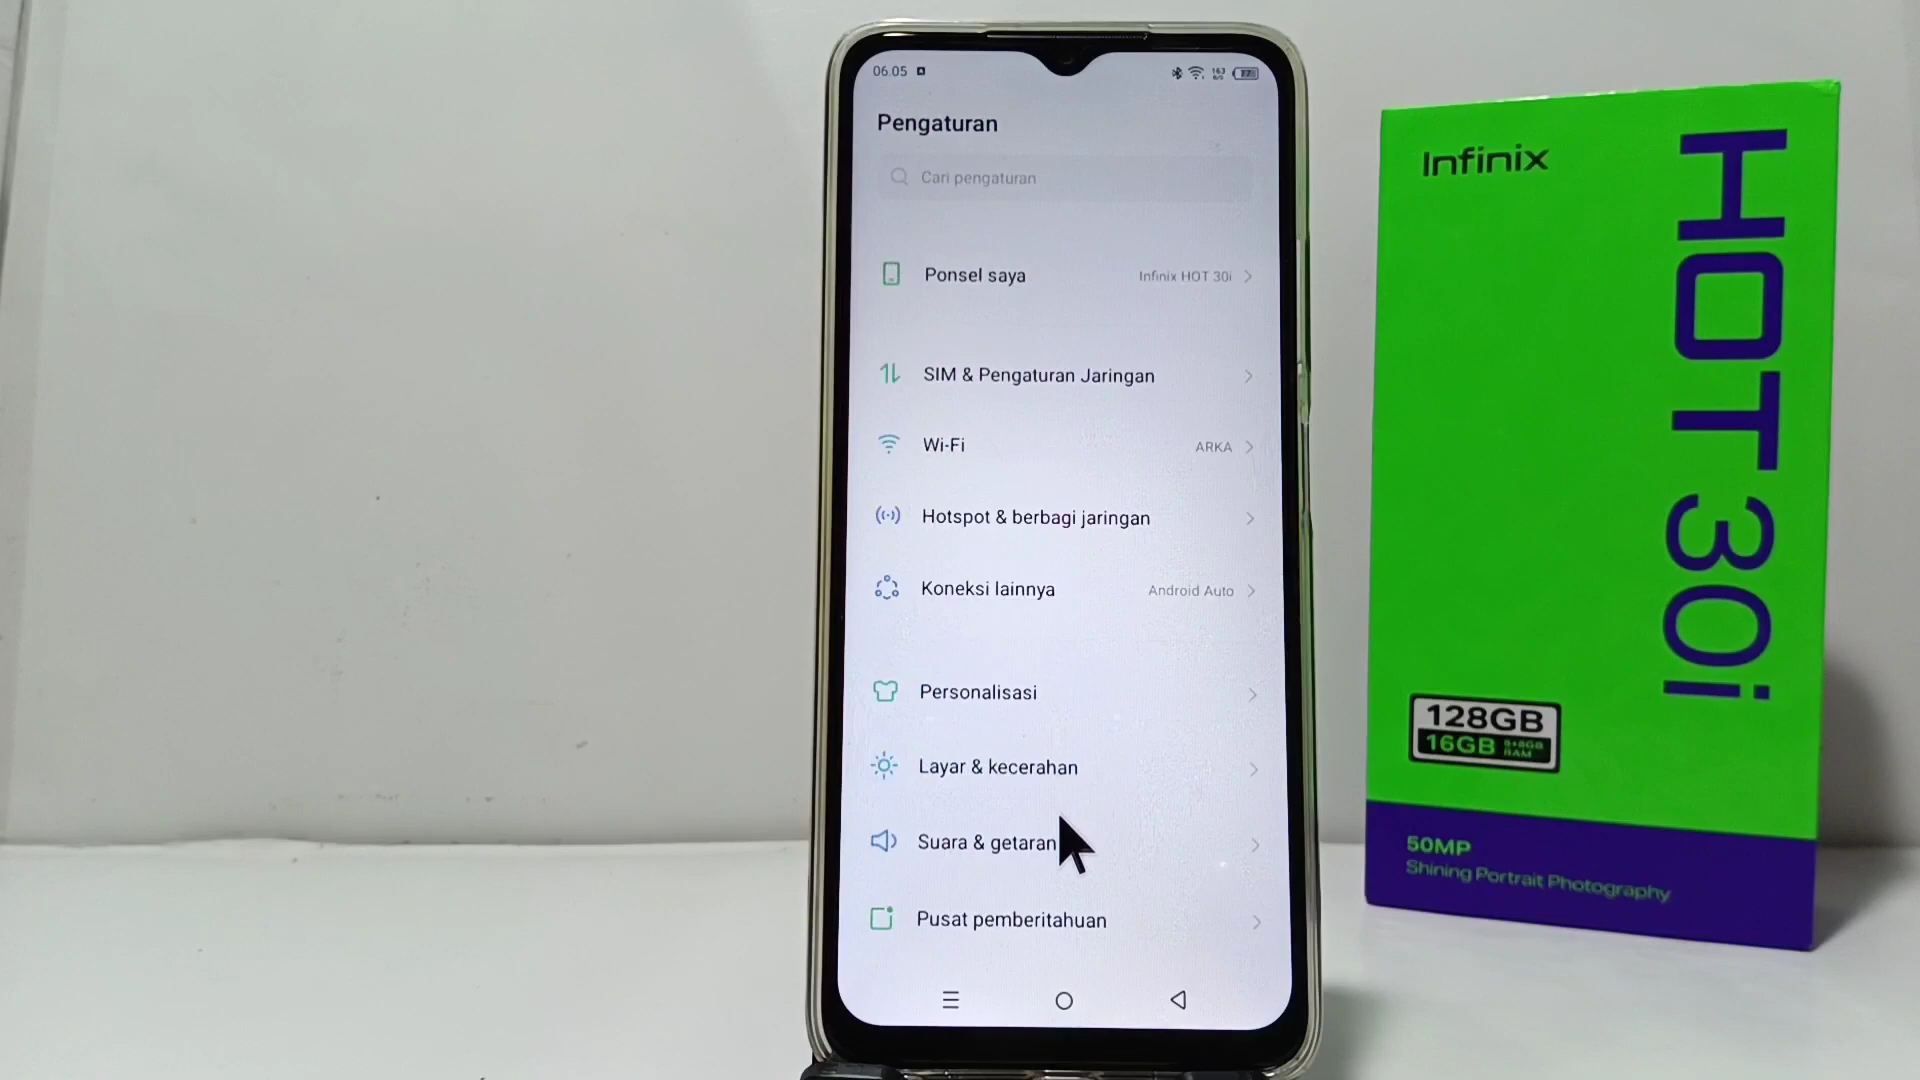 06.05
Pengaturan
Cari pengaturan
Ponsel saya
Infinix HOT 30i
SIM & Pengaturan Jaringan
Wi-Fi
ARKA
Hotspot & berbagi jaringan
Koneksi lainnya
Android Auto
Personalisasi
Layar & kecerahan
Suara & getaran
Pusat pemberitahuan
Infinix
HOT 30i
128GB
16GB
RAM
50MP
Shining Portrait Photography